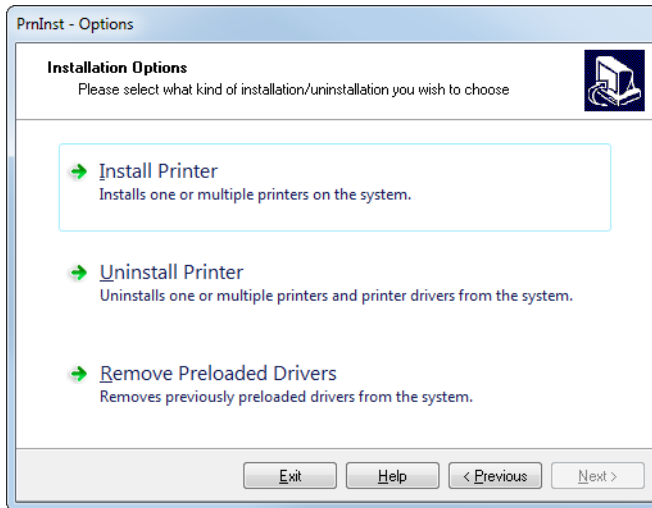 PrnInst - Options
Installation Options
Please select what kind of installation/uninstallation you wish to choose
Install Printer
Installs one or multiple printers on the system.
Uninstall Printer
Uninstalls one or multiple printers and printer drivers from the system.
Remove Preloaded Drivers
Removes previously preloaded drivers from the system.
Exit Help < Previous Next >